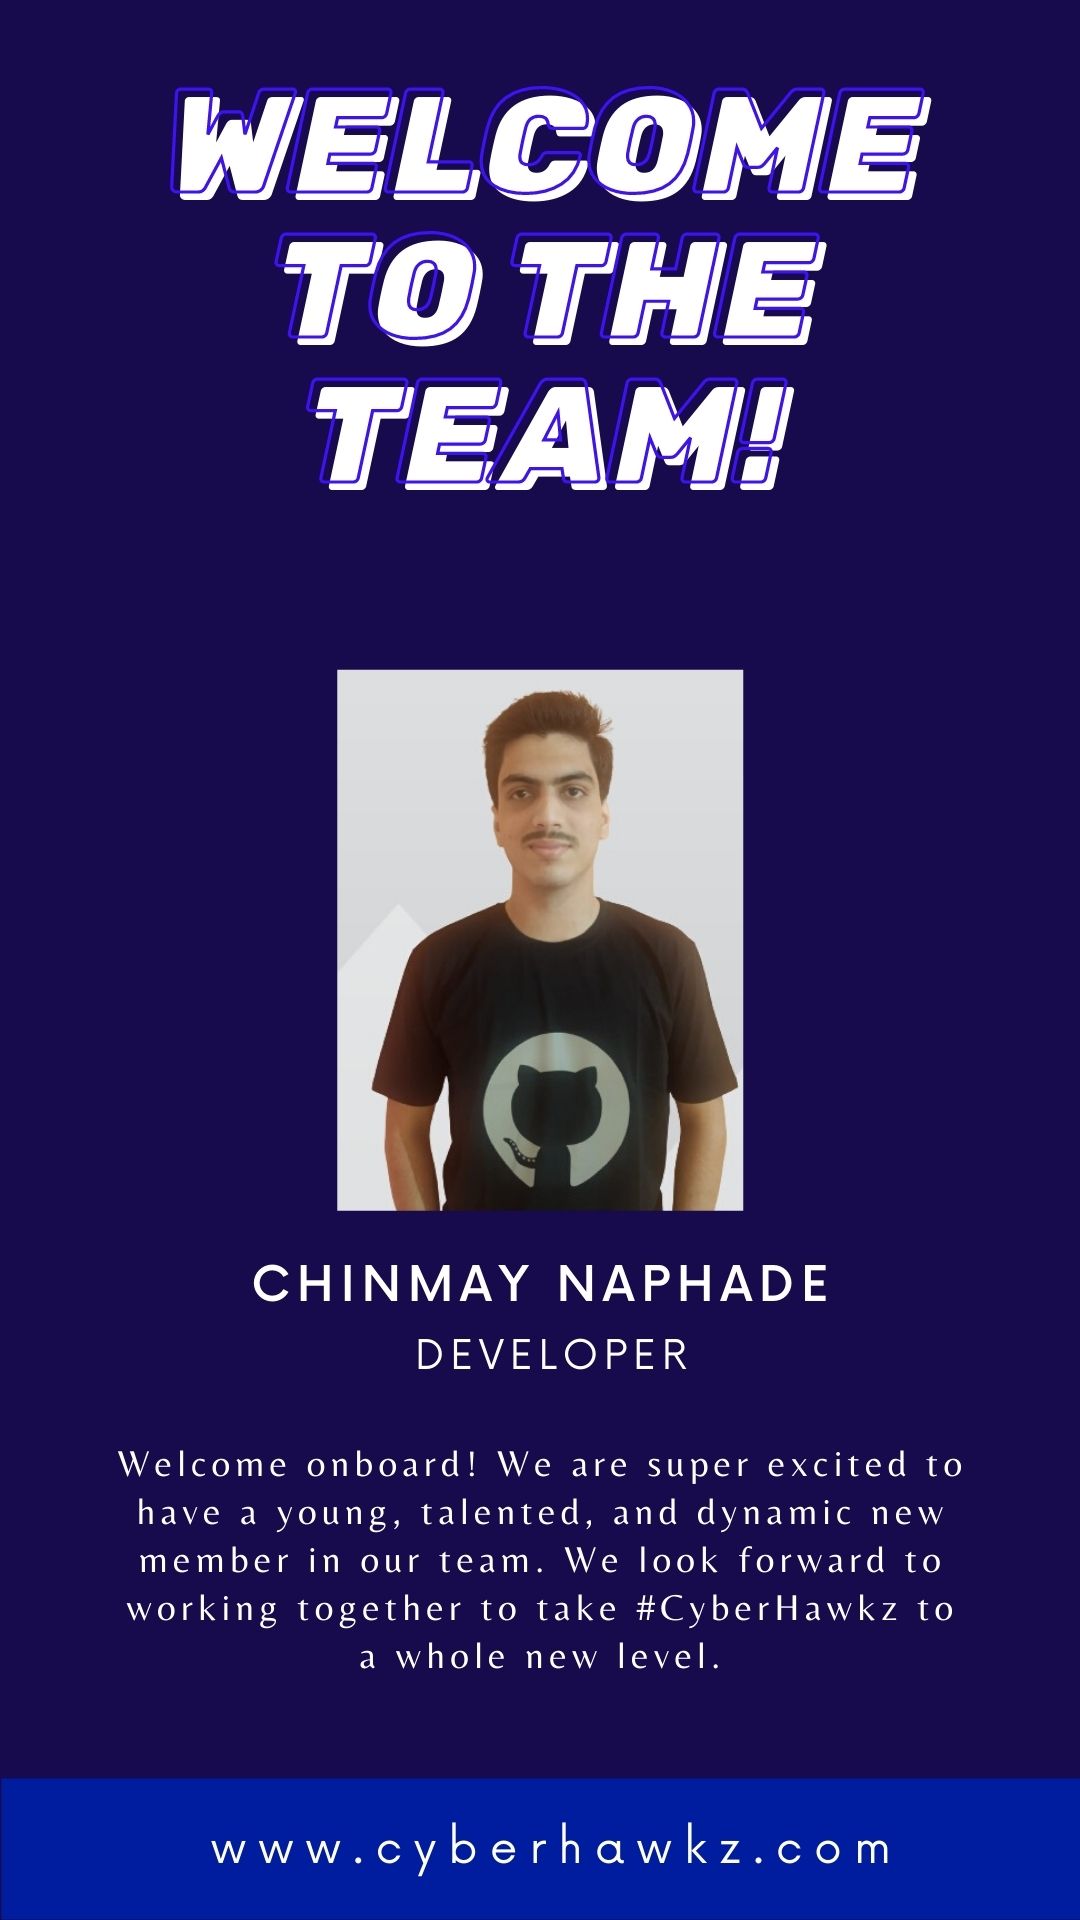 WELCOME
TO THE
TEAM!
CHINMAY NAPHADE
DEVELOPER
Welcome onboard! We are super excited to
have a young, talented, and dynamic new
member in our team. We look forward to
working together to take #CyberHawkz to
a whole new level.
www.cyberhawkz.com